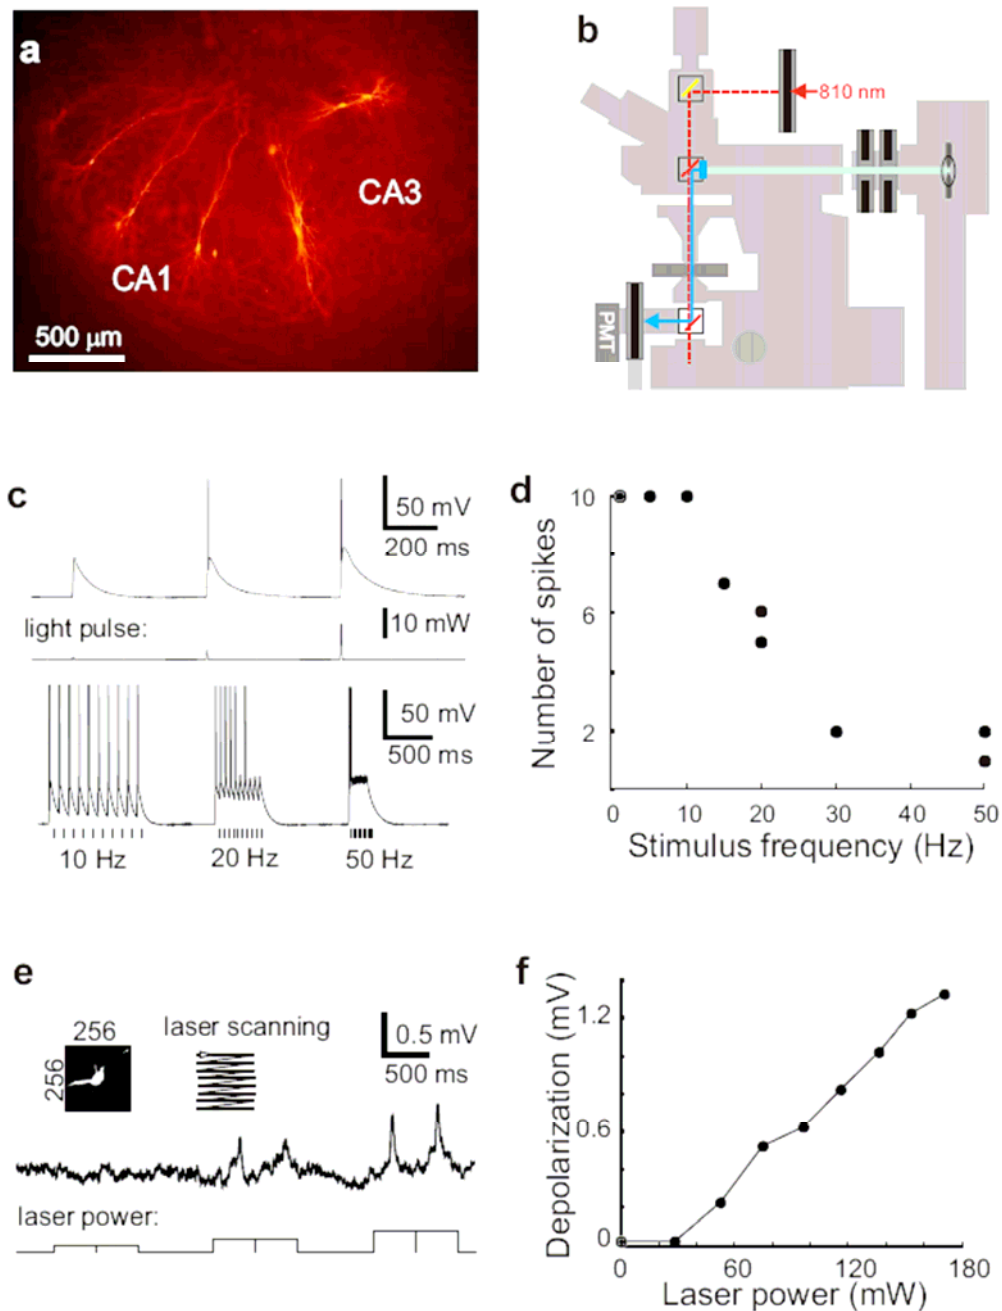 a
CA3
CA1
500 μm
b
810 nm
PMT
c
50 mV
200 ms
light pulse:
10 mW
50 mV
500 ms
10 Hz
20 Hz
50 Hz
d
Number of spikes
10
6
2
0
10
20
30
40
50
Stimulus frequency (Hz)
e
256
256
laser scanning
0.5 mV
500 ms
laser power:
f
Depolarization (mV)
1.2
0.6
0
0
60
120
180
Laser power (mW)